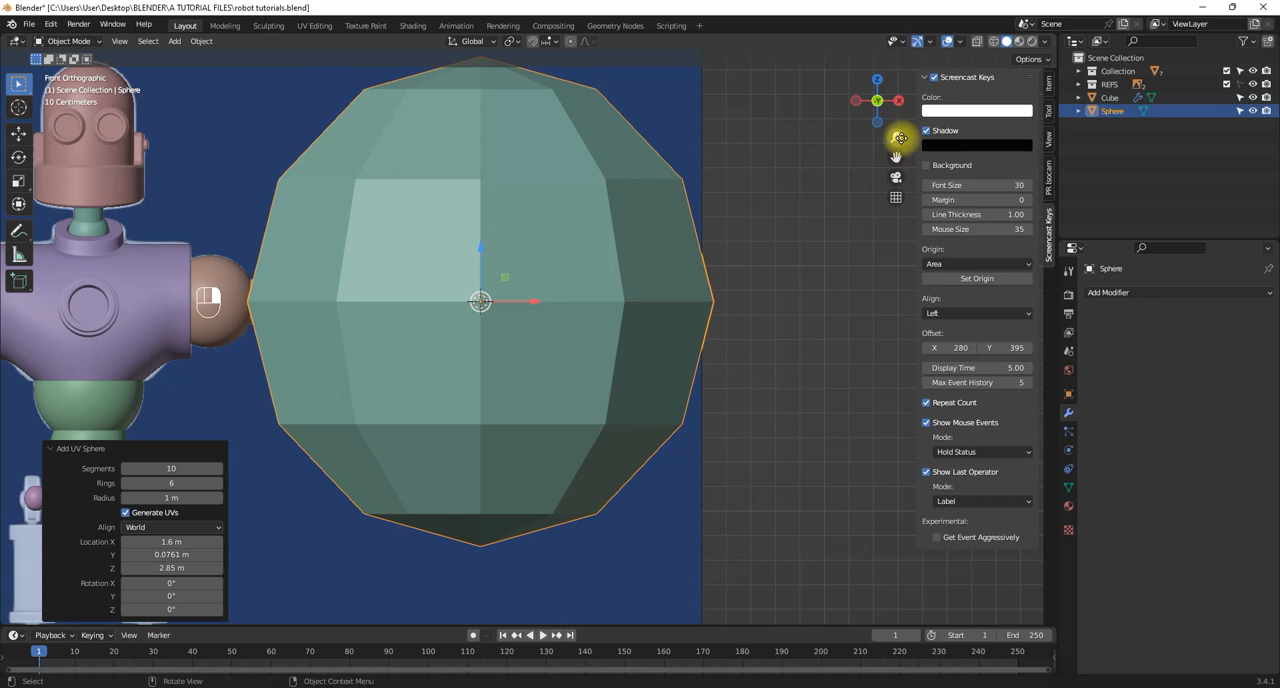 Blender* [C:\Users\User\Desktop\BLENDER\A TUTORIAL FILES\robot tutorials.blend]
File Edit Render Window Help Layout Modeling Sculpting UV Editing Texture Paint Shading Animation Rendering Compositing Geometry Nodes Scripting + Scene ViewLayer
Object Mode View Select Add Object Global
Options
Front Orthographic
(1) Scene Collection | Sphere
10 Centimeters
Z
X
Y
Screencast Keys
Color:
Shadow
Background
Font Size 30
Margin 0
Line Thickness 1.00
Mouse Size 35
Origin:
Area
Set Origin
Align:
Left
Offset:
X 280 Y 395
Display Time 5.00
Max Event History 5
Repeat Count
Show Mouse Events
Mode:
Hold Status
Show Last Operator
Mode:
Label
Experimental:
Get Event Aggressively
Item
Tool
View
PR Isocam
Screencast Keys
Scene Collection
Collection 7
REFS 2
Cube
Sphere
Sphere
Add Modifier
Add UV Sphere
Segments 10
Rings 6
Radius 1 m
Generate UVs
Align World
Location X 1.6 m
Y 0.0761 m
Z 2.85 m
Rotation X 0°
Y 0°
Z 0°
Playback Keying View Marker 1 Start 1 End 250
1 10 20 30 40 50 60 70 80 90 100 110 120 130 140 150 160 170 180 190 200 210 220 230 240 250
Select Rotate View Object Context Menu 3.4.1